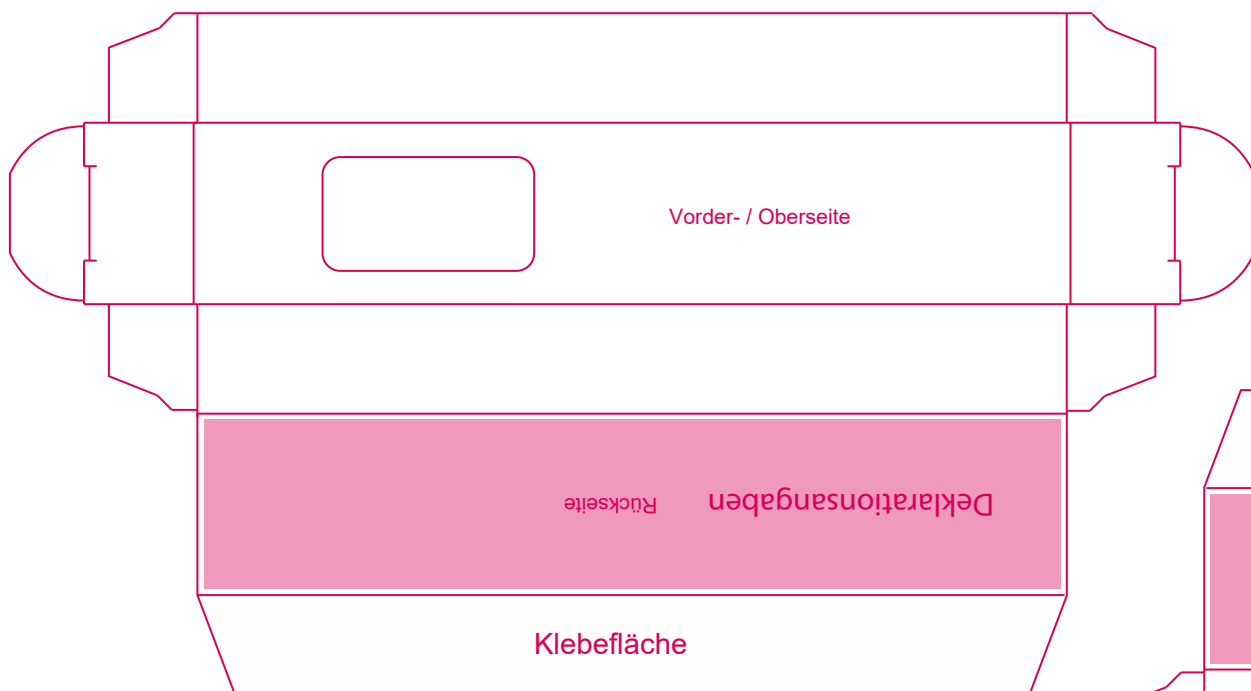 Vorder- / Oberseite
Deklarationsangaben Rückseite
Klebefläche